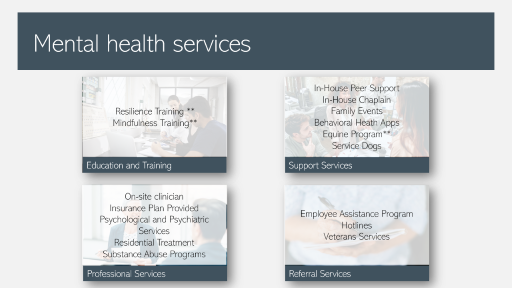 Mental health services
Resilience Training **
Mindfulness Training**
Education and Training
In-House Peer Support
In-House Chaplain
Family Events
Behavioral Heath Apps
Equine Program**
Service Dogs
Support Services
On-site clinician
Insurance Plan Provided
Psychological and Psychiatric
Services
Residential Treatment
Substance Abuse Programs
Professional Services
Employee Assistance Program
Hotlines
Veterans Services
Referral Services